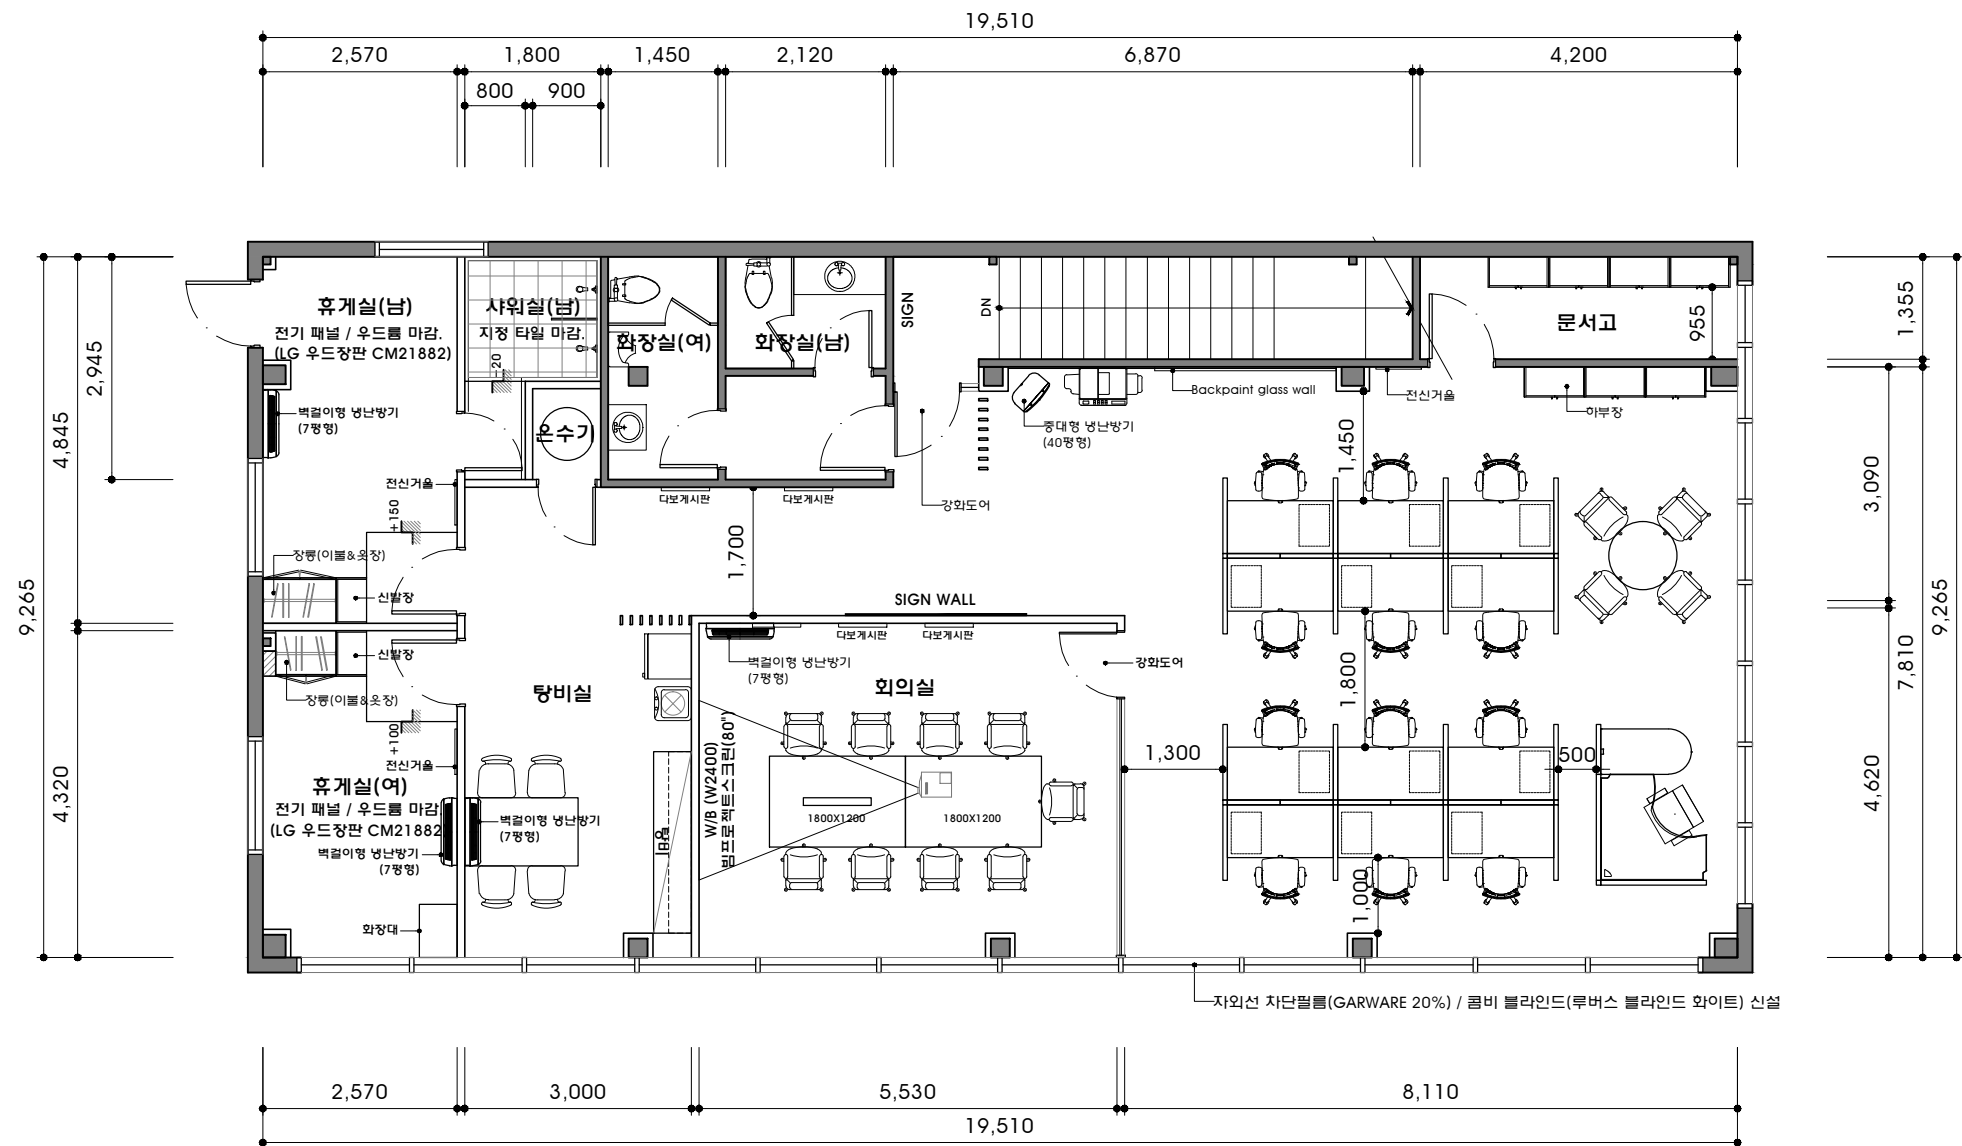 19,510
2,570
1,800
1,450
2,120
6,870
4,200
800
900
휴게실(남)
전기 패널 / 우드륨 마감.
(LG 우드장판 CM21882)
샤워실(남)
지정 타일 마감.
-20
화장실(여)
화장실(남)
SIGN
DN
문서고
955
1,355
2,945
4,845
9,265
벽걸이형 냉난방기
(7평형)
온수기
중대형 냉난방기
(40평형)
Backpaint glass wall
전신거울
하부장
1,450
3,090
전신거울
다보게시판
다보게시판
강화도어
+150
1,700
장롱(이불&옷장)
신발장
SIGN WALL
다보게시판
다보게시판
신발장
벽걸이형 냉난방기
(7평형)
강화도어
장롱(이불&옷장)
탕비실
회의실
1,800
7,810
9,265
+100
전신거울
W/B (W2400)
빔프로젝트스크린(80")
1,300
500
휴게실(여)
전기 패널 / 우드륨 마감
(LG 우드장판 CM21882
벽걸이형 냉난방기
(7평형)
벽걸이형 냉난방기
(7평형)
1800X1200
1800X1200
4,320
4,620
1,000
화장대
자외선 차단필름(GARWARE 20%) / 콤비 블라인드(루버스 블라인드 화이트) 신설
2,570
3,000
5,530
8,110
19,510